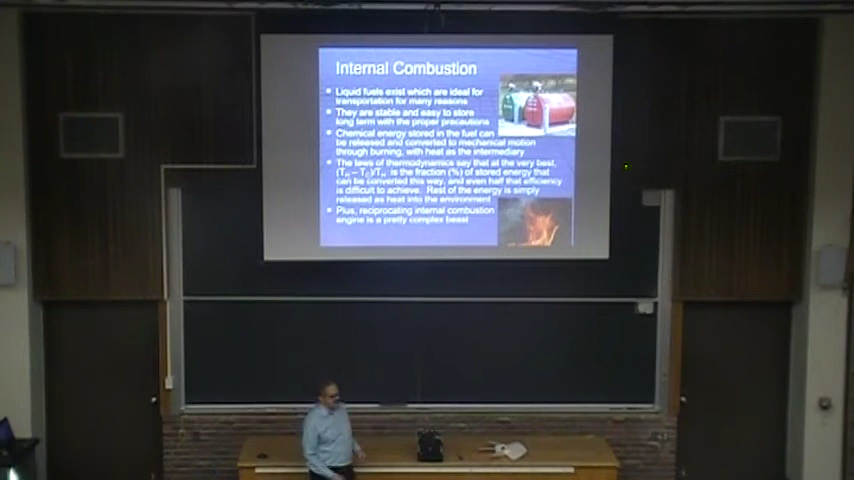 Internal Combustion
Liquid fuels exist which are ideal for
transportation for many reasons
They are stable and easy to store
long term with the proper precautions
Chemical energy stored in the fuel can
be released and converted to mechanical motion
through burning, with heat as the intermediary
The laws of thermodynamics say that at the very best,
(TH – TC)/TH is the fraction (%) of stored energy that
can be converted this way, and even half that efficiency
is difficult to achieve. Rest of the energy is simply
released as heat into the environment
Plus, reciprocating internal combustion
engine is a pretty complex beast